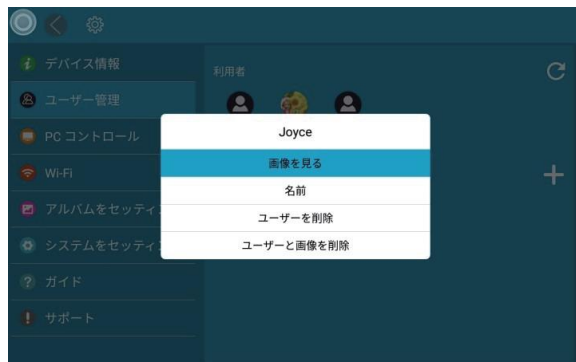 デバイス情報
利用者
ユーザー管理
PC コントロール
Joyce
画像を見る
Wi-Fi
名前
アルバムをセッティ
ユーザーを削除
システムをセッティ
ユーザーと画像を削除
ガイド
サポート